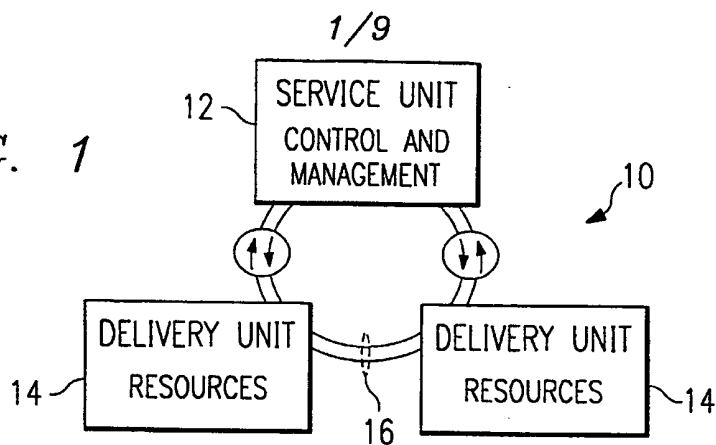 1/9
SERVICE UNIT
CONTROL AND
MANAGEMENT
12
G. 1
10
DELIVERY UNIT
RESOURCES
DELIVERY UNIT
RESOURCES
14
16
14